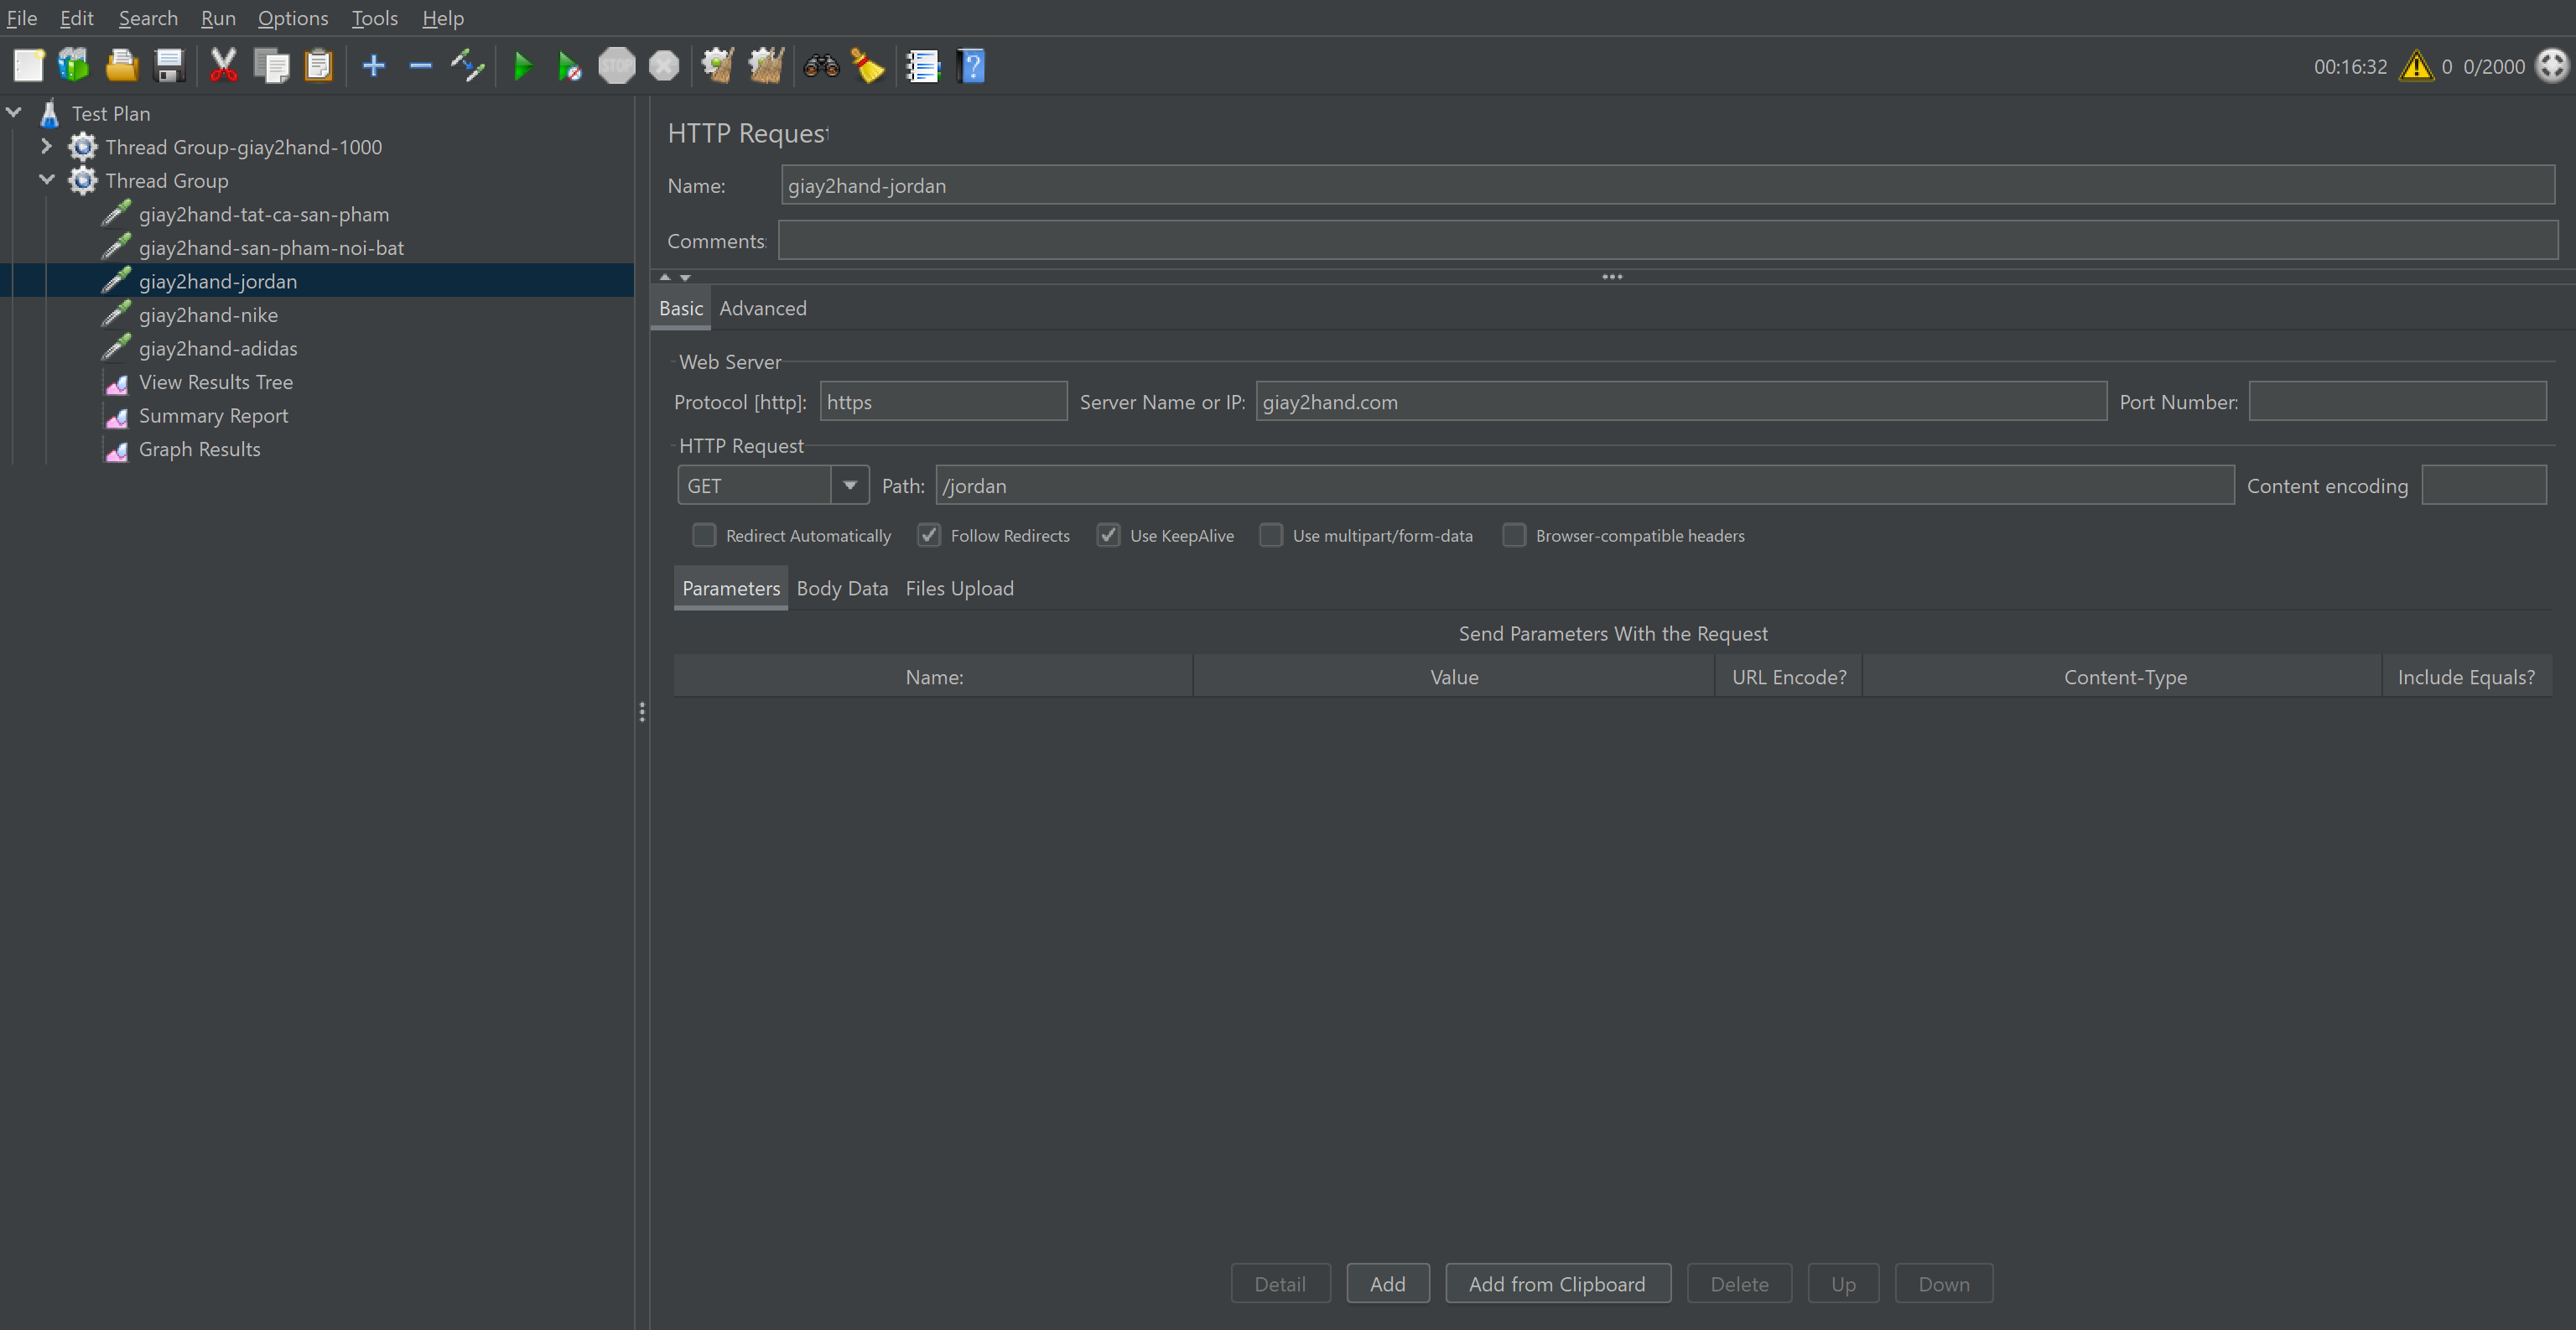 File Edit Search Run Options Tools Help
STOP
00:16:32 0 0/2000
Test Plan
Thread Group-giay2hand-1000
Thread Group
giay2hand-tat-ca-san-pham
giay2hand-san-pham-noi-bat
giay2hand-jordan
giay2hand-nike
giay2hand-adidas
View Results Tree
Summary Report
Graph Results
HTTP Request
Name: giay2hand-jordan
Comments:
Basic Advanced
Web Server
Protocol [http]: https Server Name or IP: giay2hand.com Port Number:
HTTP Request
GET Path: /jordan Content encoding
Redirect Automatically Follow Redirects Use KeepAlive Use multipart/form-data Browser-compatible headers
Parameters Body Data Files Upload
Send Parameters With the Request
Name: Value URL Encode? Content-Type Include Equals?
Detail Add Add from Clipboard Delete Up Down